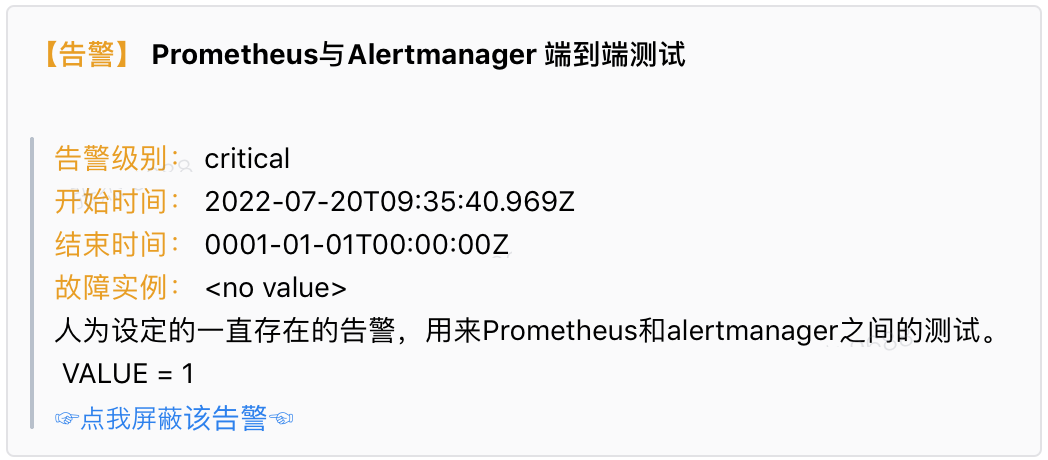 【告警】 Prometheus与Alertmanager 端到端测试
告警级别： critical
开始时间： 2022-07-20T09:35:40.969Z
结束时间： 0001-01-01T00:00:00Z
故障实例： <no value>
人为设定的一直存在的告警，用来Prometheus和alertmanager之间的测试。
VALUE = 1
👉点我屏蔽该告警👈